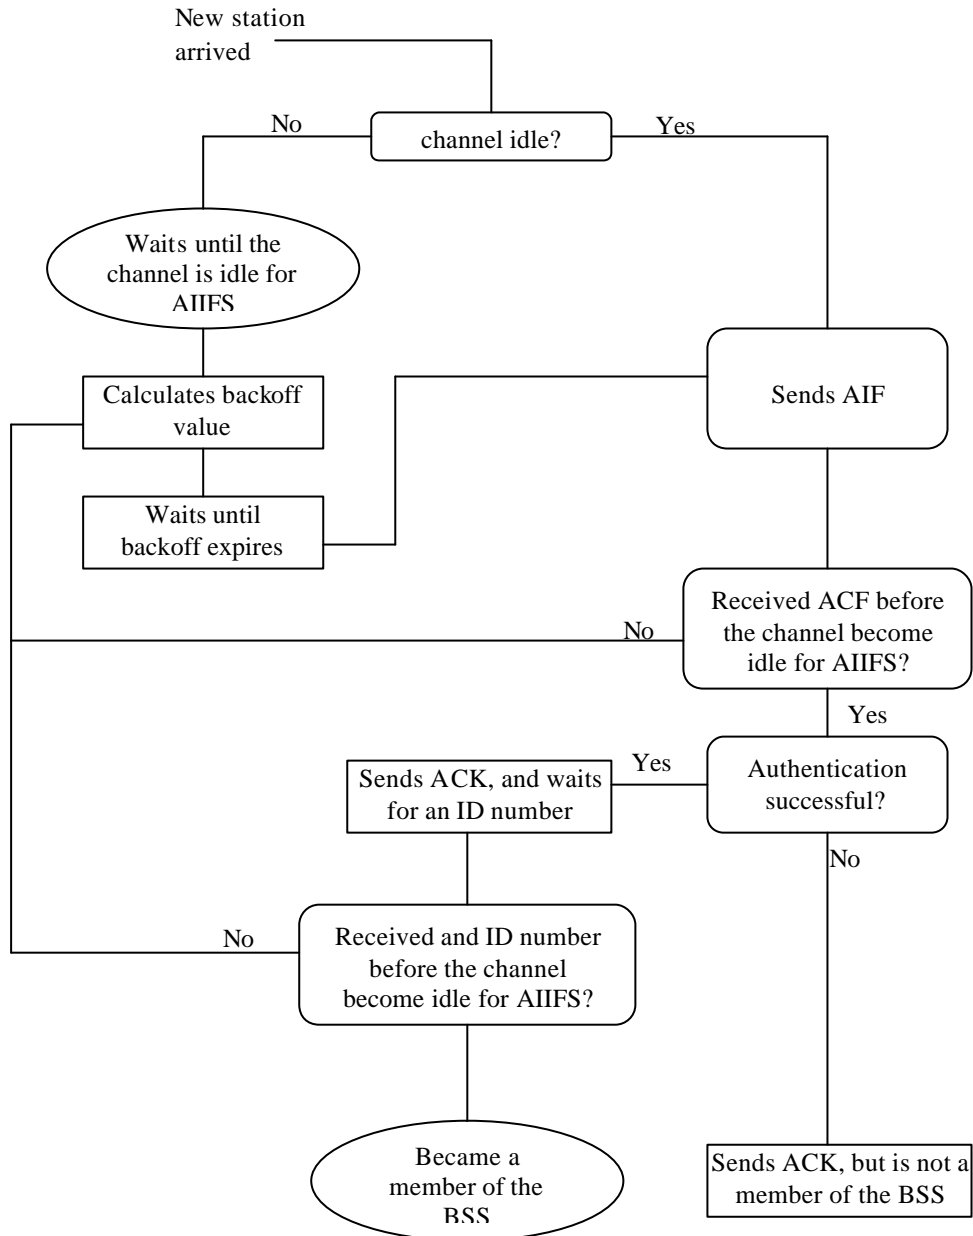 New station
arrived
No
channel idle?
Yes
Waits until the
channel is idle for
AIIFS
Calculates backoff
value
Sends AIF
Waits until
backoff expires
Received ACF before
the channel become
idle for AIIFS?
No
Yes
Authentication
successful?
Yes
Sends ACK, and waits
for an ID number
No
Received and ID number
before the channel
become idle for AIIFS?
No
Became a
member of the
BSS
Sends ACK, but is not a
member of the BSS